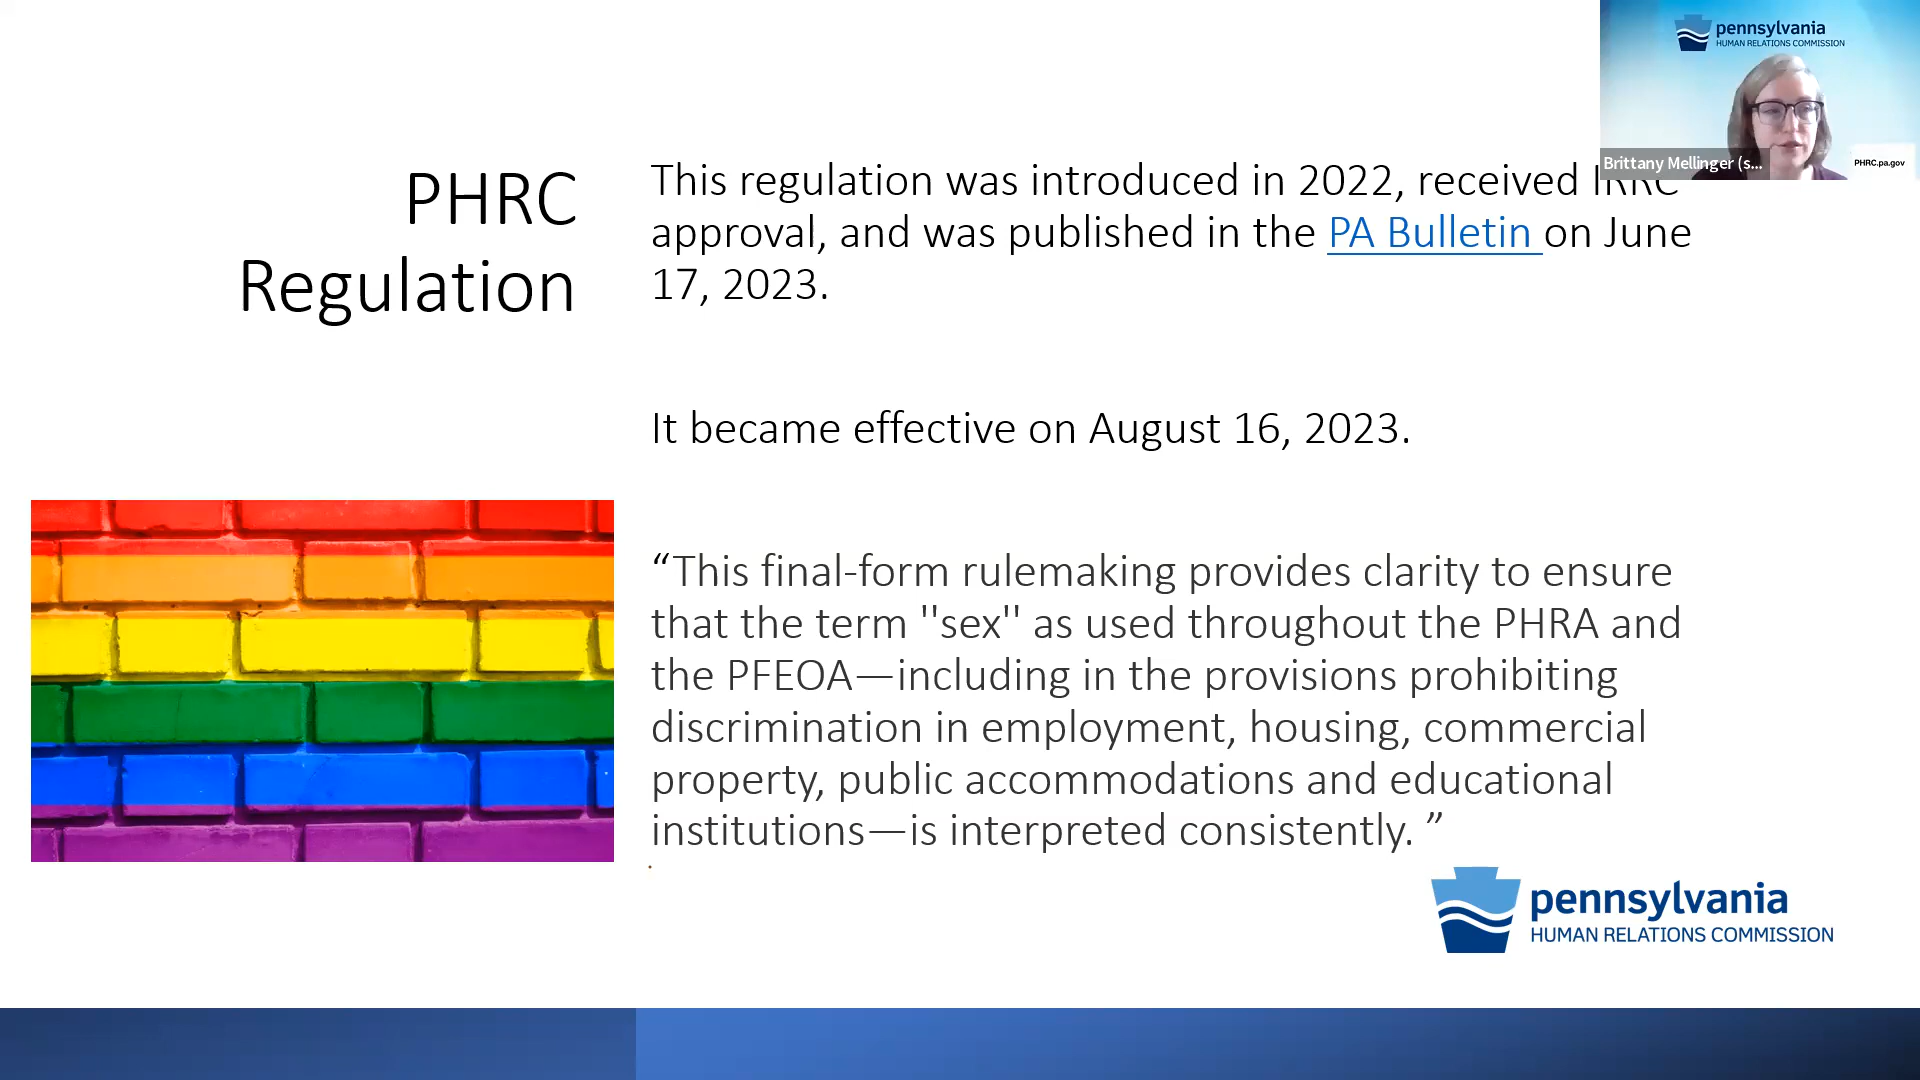 pennsylvania
HUMAN RELATIONS COMMISSION
Brittany Mellinger (s...
PHRC.pa.gov
PHRC
Regulation
This regulation was introduced in 2022, received IRRC
approval, and was published in the PA Bulletin on June
17, 2023.
It became effective on August 16, 2023.
“This final-form rulemaking provides clarity to ensure
that the term "sex" as used throughout the PHRA and
the PFEOA—including in the provisions prohibiting
discrimination in employment, housing, commercial
property, public accommodations and educational
institutions—is interpreted consistently. ”
pennsylvania
HUMAN RELATIONS COMMISSION